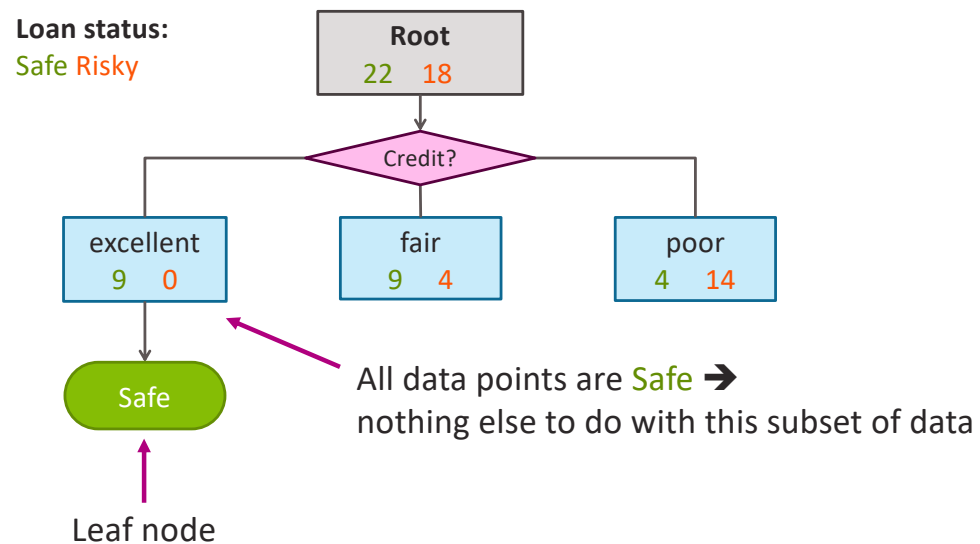 Loan status:
Safe Risky
Root
22 18
Credit?
excellent
9 0
fair
9 4
poor
4 14
Safe
All data points are Safe ➔
nothing else to do with this subset of data
Leaf node